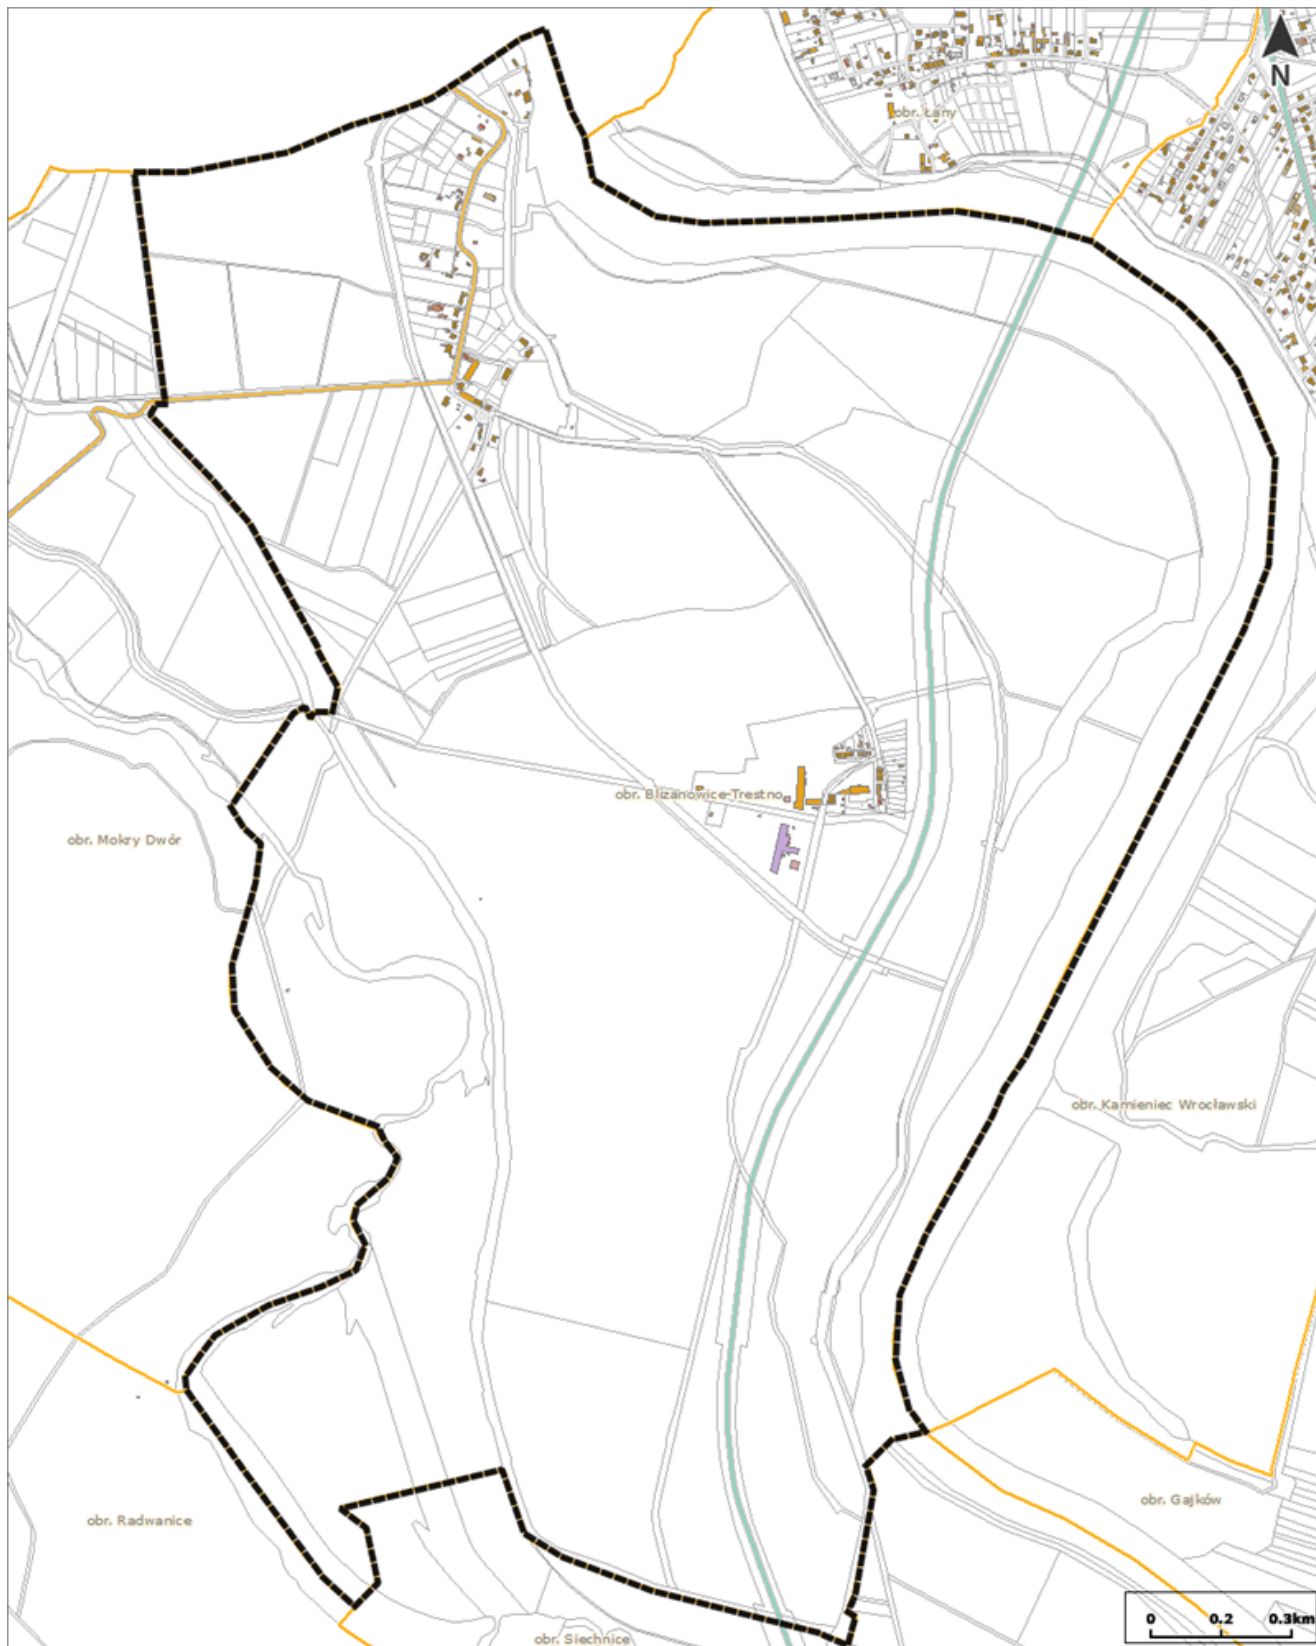 N
obr. Łany
obr. Blizanowice-Trestno
obr. Mokry Dwór
obr. Kamieniec Wrocławski
obr. Gajków
obr. Radwanice
obr. Siechnice
0 0.2 0.3km